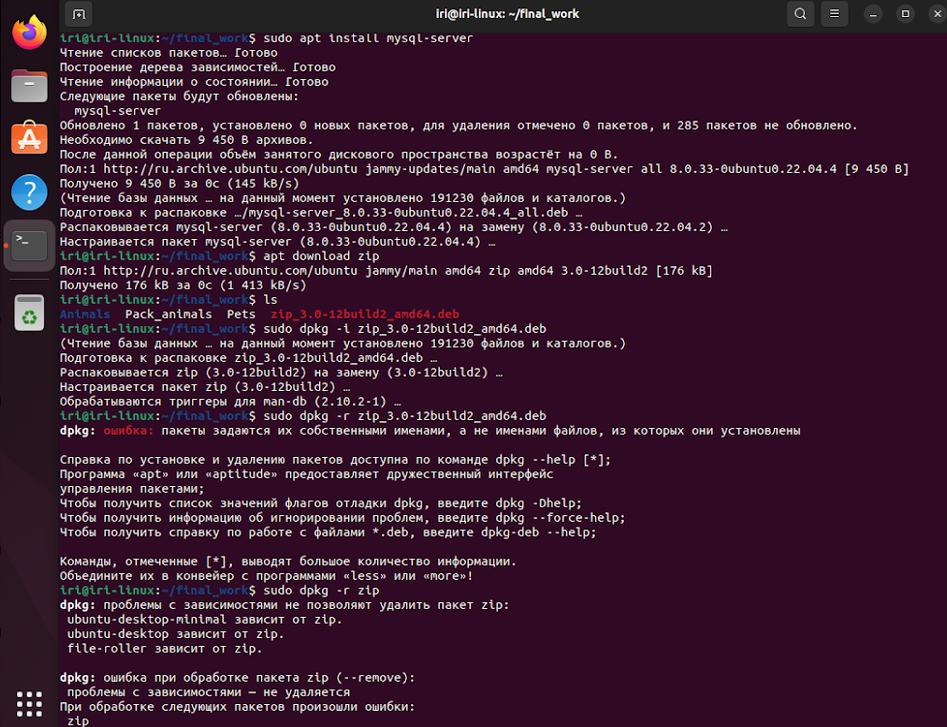 iri@iri-linux: ~/final_work
iri@iri-linux:~/final_work$ sudo apt install mysql-server
Чтение списков пакетов… Готово
Построение дерева зависимостей… Готово
Чтение информации о состоянии… Готово
Следующие пакеты будут обновлены:
  mysql-server
Обновлено 1 пакетов, установлено 0 новых пакетов, для удаления отмечено 0 пакетов, и 285 пакетов не обновлено.
Необходимо скачать 9 450 B архивов.
После данной операции объём занятого дискового пространства возрастёт на 0 B.
Пол:1 http://ru.archive.ubuntu.com/ubuntu jammy-updates/main amd64 mysql-server all 8.0.33-0ubuntu0.22.04.4 [9 450 B]
Получено 9 450 B за 0с (145 kB/s)
(Чтение базы данных … на данный момент установлено 191230 файлов и каталогов.)
Подготовка к распаковке …/mysql-server_8.0.33-0ubuntu0.22.04.4_all.deb …
Распаковывается mysql-server (8.0.33-0ubuntu0.22.04.4) на замену (8.0.33-0ubuntu0.22.04.2) …
Настраивается пакет mysql-server (8.0.33-0ubuntu0.22.04.4) …
iri@iri-linux:~/final_work$ apt download zip
Пол:1 http://ru.archive.ubuntu.com/ubuntu jammy/main amd64 zip amd64 3.0-12build2 [176 kB]
Получено 176 kB за 0с (1 413 kB/s)
iri@iri-linux:~/final_work$ ls
Animals  Pack_animals  Pets  zip_3.0-12build2_amd64.deb
iri@iri-linux:~/final_work$ sudo dpkg -i zip_3.0-12build2_amd64.deb
(Чтение базы данных … на данный момент установлено 191230 файлов и каталогов.)
Подготовка к распаковке zip_3.0-12build2_amd64.deb …
Распаковывается zip (3.0-12build2) на замену (3.0-12build2) …
Настраивается пакет zip (3.0-12build2) …
Обрабатываются триггеры для man-db (2.10.2-1) …
iri@iri-linux:~/final_work$ sudo dpkg -r zip_3.0-12build2_amd64.deb
dpkg: ошибка: пакеты задаются их собственными именами, а не именами файлов, из которых они установлены
Справка по установке и удалению пакетов доступна по команде dpkg --help [*];
Программа «apt» или «aptitude» предоставляет дружественный интерфейс
управления пакетами;
Чтобы получить список значений флагов отладки dpkg, введите dpkg -Dhelp;
Чтобы получить информацию об игнорировании проблем, введите dpkg --force-help;
Чтобы получить справку по работе с файлами *.deb, введите dpkg-deb --help;
Команды, отмеченные [*], выводят большое количество информации.
Объедините их в конвейер с программами «less» или «more»!
iri@iri-linux:~/final_work$ sudo dpkg -r zip
dpkg: проблемы с зависимостями не позволяют удалить пакет zip:
 ubuntu-desktop-minimal зависит от zip.
 ubuntu-desktop зависит от zip.
 file-roller зависит от zip.
dpkg: ошибка при обработке пакета zip (--remove):
 проблемы с зависимостями — не удаляется
При обработке следующих пакетов произошли ошибки:
 zip